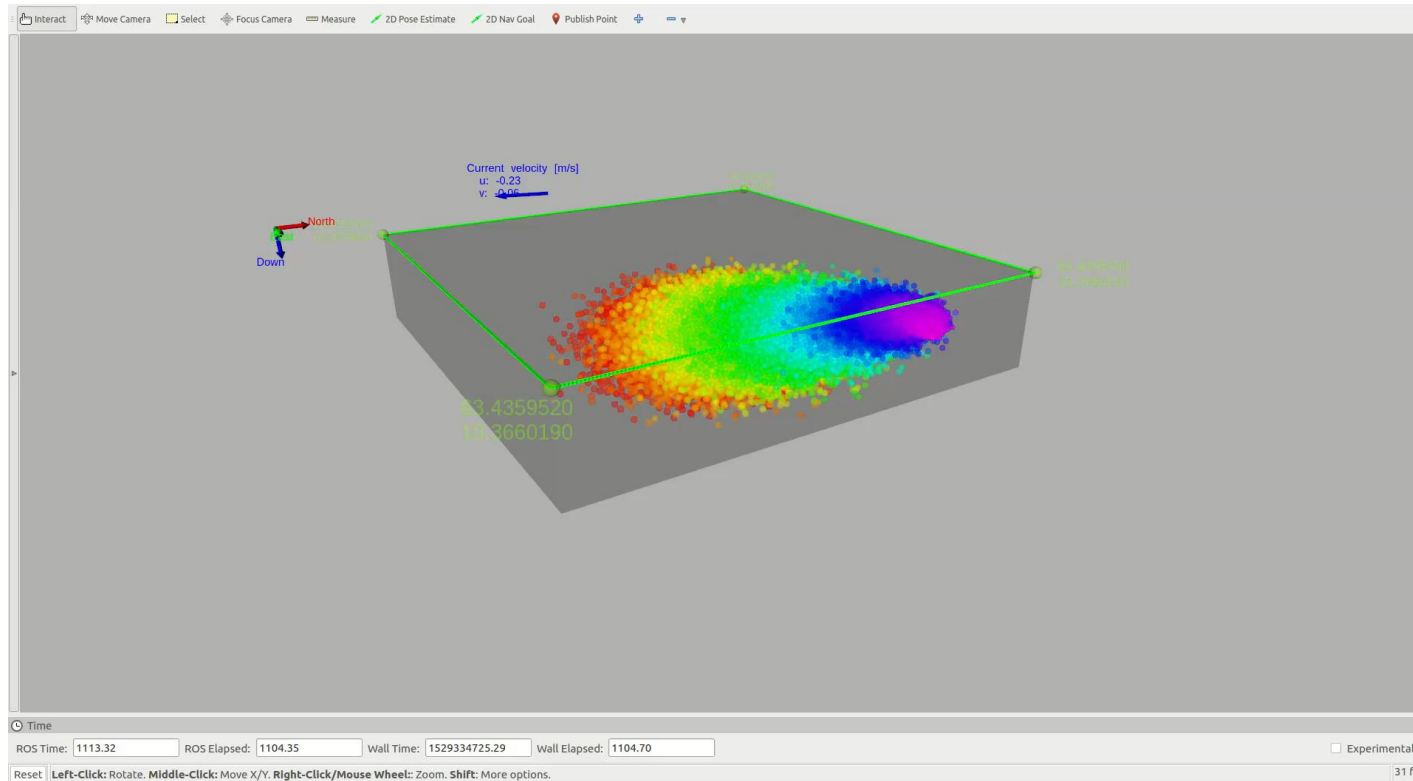 Interact Move Camera Select Focus Camera Measure 2D Pose Estimate 2D Nav Goal Publish Point
Current velocity [m/s]
u: -0.23
v: -0.06
North
Down
63.4359520
10.3660190
Time
ROS Time: 1113.32 ROS Elapsed: 1104.35 Wall Time: 1529334725.29 Wall Elapsed: 1104.70 Experimental
Reset Left-Click: Rotate. Middle-Click: Move X/Y. Right-Click/Mouse Wheel:: Zoom. Shift: More options. 31 f